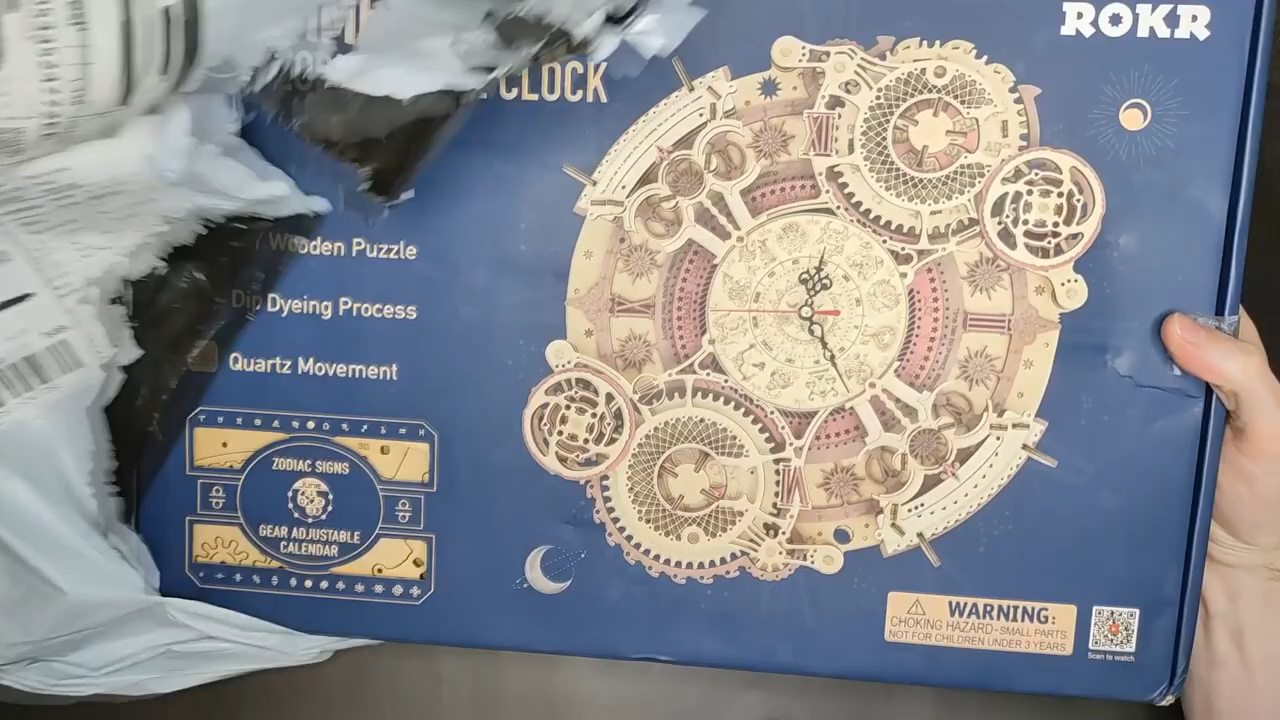 ROKR
CLOCK
Wooden Puzzle
Dip Dyeing Process
Quartz Movement
ZODIAC SIGNS
June
GEAR ADJUSTABLE
CALENDAR
WARNING:
CHOKING HAZARD-SMALL PARTS.
NOT FOR CHILDREN UNDER 3 YEARS.
Scan to watch